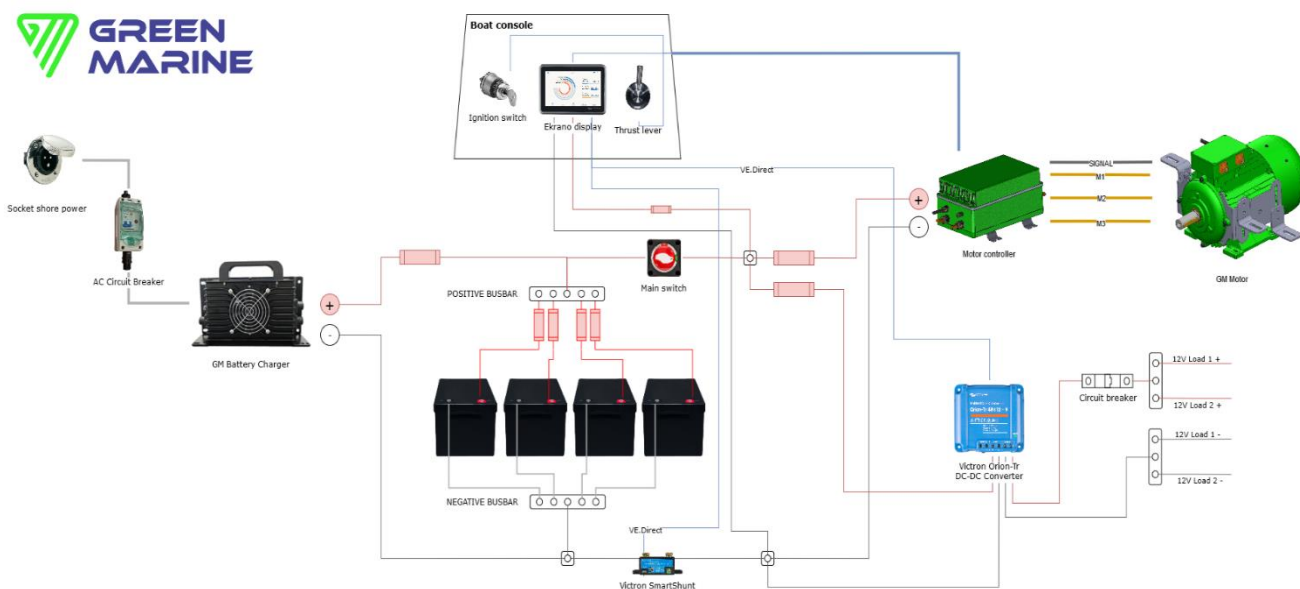 GREEN
MARINE
Boat console
Ignition switch
Ekrano display
Thrust lever
Socket shore power
AC Circuit Breaker
VE.Direct
SIGNAL
M1
M2
M3
+
-
Motor controller
GM Motor
Main switch
POSITIVE BUSBAR
+
-
GM Battery Charger
12V Load 1 +
Circuit breaker
12V Load 2 +
12V Load 1 -
12V Load 2 -
Victron Orion-Tr
DC-DC Converter
NEGATIVE BUSBAR
VE.Direct
Victron SmartShunt